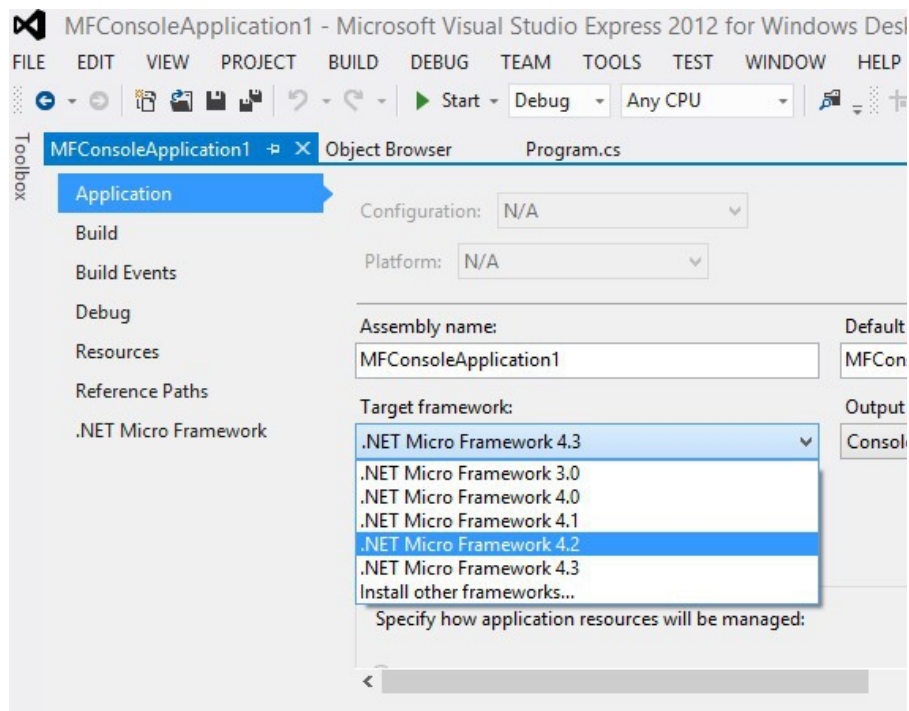 MFConsoleApplication1 - Microsoft Visual Studio Express 2012 for Windows Des
FILE EDIT VIEW PROJECT BUILD DEBUG TEAM TOOLS TEST WINDOW HELP
Start Debug Any CPU
Toolbox
MFConsoleApplication1 Object Browser Program.cs
Application
Build
Build Events
Debug
Resources
Reference Paths
.NET Micro Framework
Configuration: N/A
Platform: N/A
Assembly name: Default
MFConsoleApplication1 MFCon
Target framework: Output
.NET Micro Framework 4.3 Consol
.NET Micro Framework 3.0
.NET Micro Framework 4.0
.NET Micro Framework 4.1
.NET Micro Framework 4.2
.NET Micro Framework 4.3
Install other frameworks...
Specify how application resources will be managed: